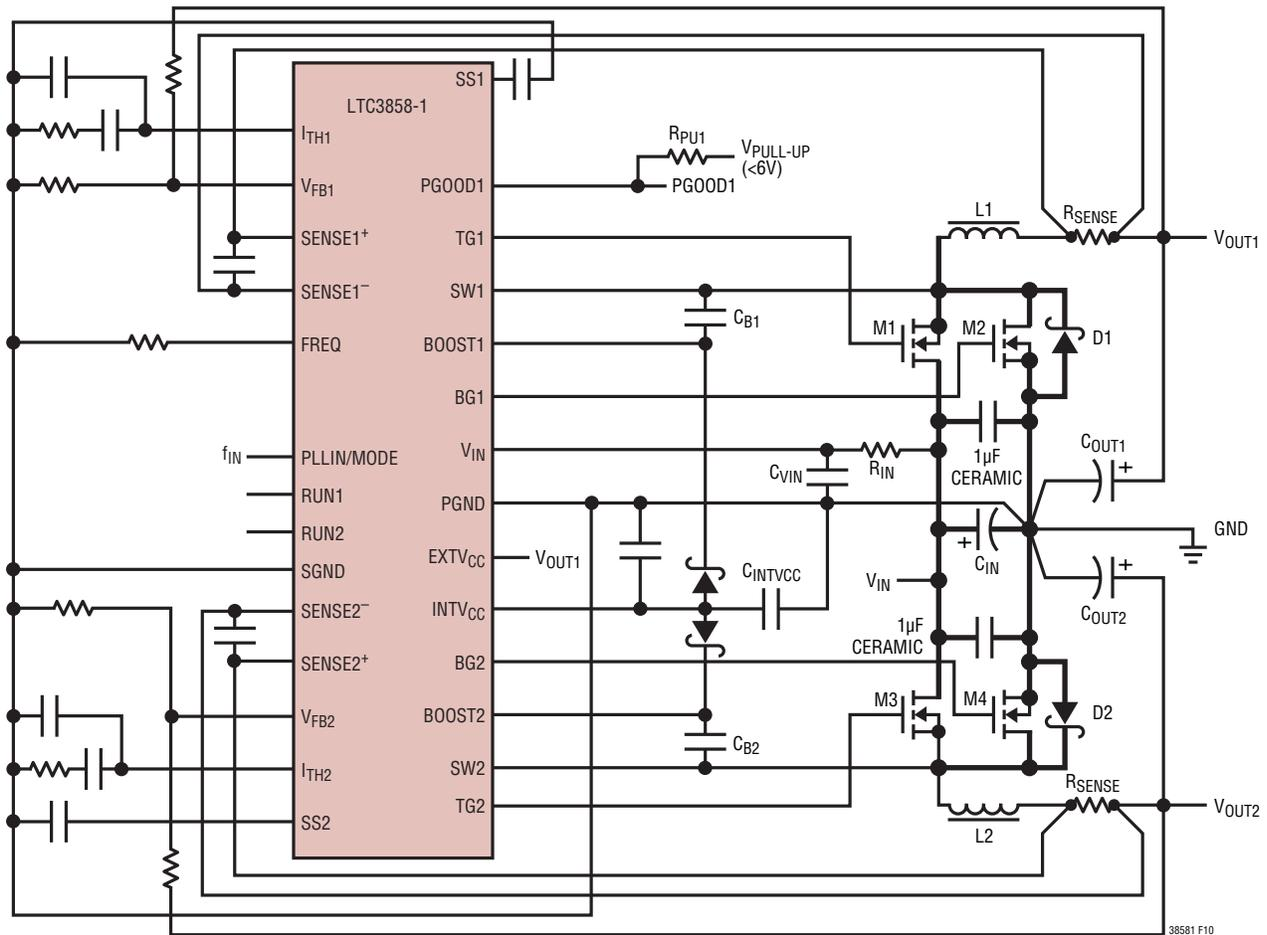 SS1
LTC3858-1
ITH1
RPU1
VPULL-UP
(<6V)
VFB1
PGOOD1
PGOOD1
L1
RSENSE
SENSE1+
TG1
VOUT1
SENSE1–
SW1
CB1
M1
M2
D1
FREQ
BOOST1
BG1
fIN
PLLIN/MODE
VIN
CVIN
RIN
1µF
CERAMIC
COUT1
+
RUN1
PGND
RUN2
GND
+
CIN
EXTVCC
VOUT1
SGND
CINTVCC
VIN
+
COUT2
SENSE2–
INTVCC
1µF
CERAMIC
SENSE2+
BG2
M3
M4
D2
VFB2
BOOST2
CB2
ITH2
SW2
RSENSE
TG2
VOUT2
SS2
L2
38581 F10